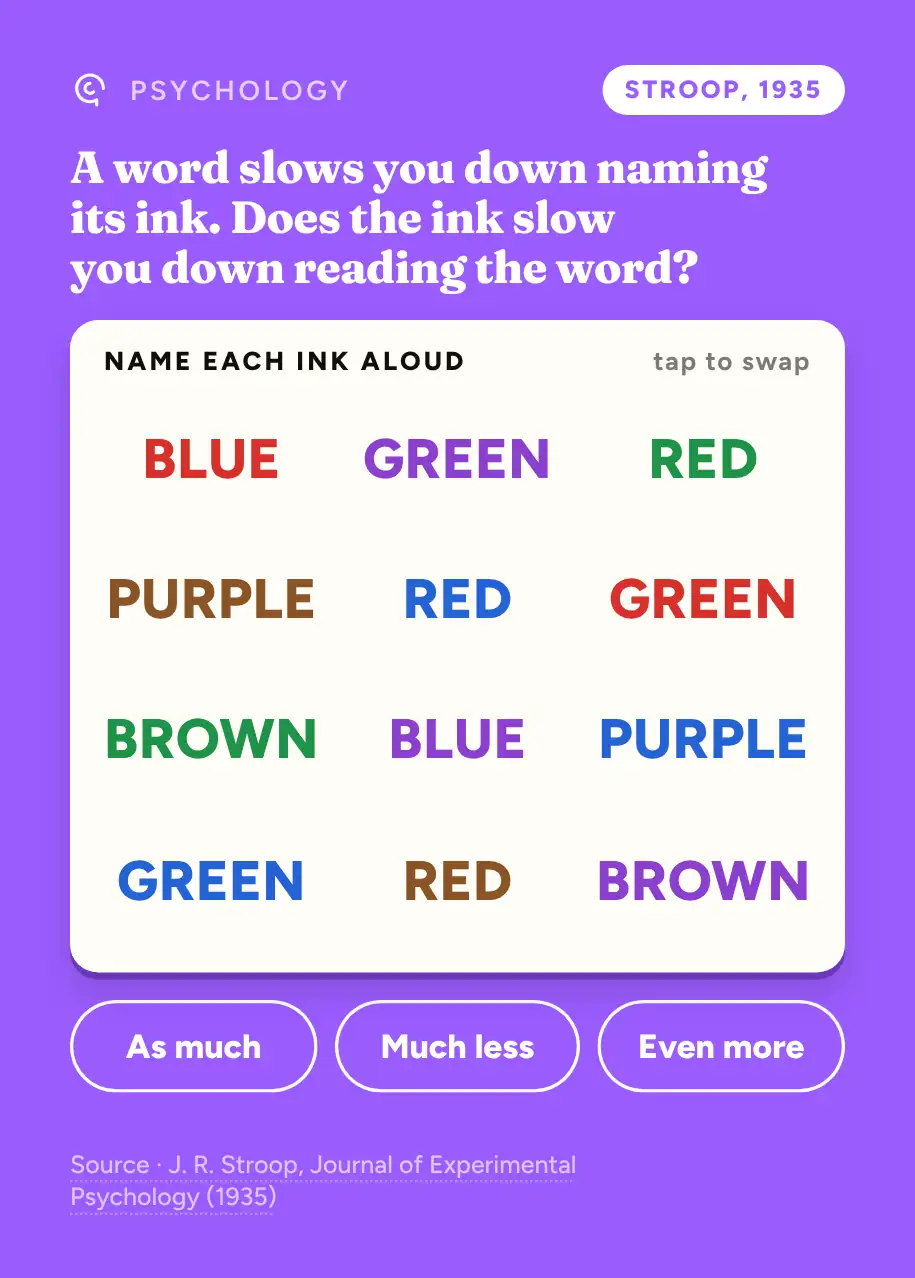 PSYCHOLOGY
STROOP, 1935
A word slows you down naming
its ink. Does the ink slow
you down reading the word?
NAME EACH INK ALOUD
tap to swap
BLUE GREEN RED
PURPLE RED GREEN
BROWN BLUE PURPLE
GREEN RED BROWN
As much
Much less
Even more
Source · J. R. Stroop, Journal of Experimental
Psychology (1935)